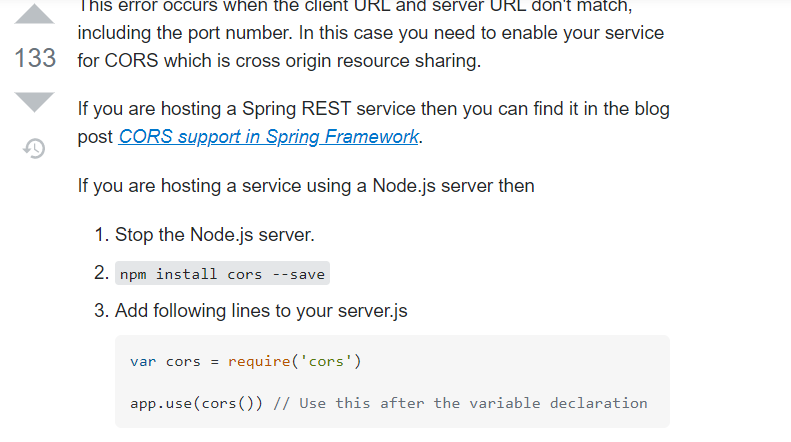 This error occurs when the client URL and server URL don't match,
including the port number. In this case you need to enable your service
133
for CORS which is cross origin resource sharing.
If you are hosting a Spring REST service then you can find it in the blog
post CORS support in Spring Framework.
If you are hosting a service using a Node.js server then
1. Stop the Node.js server.
2. npm install cors --save
3. Add following lines to your server.js
var cors = require('cors')
app.use(cors()) // Use this after the variable declaration